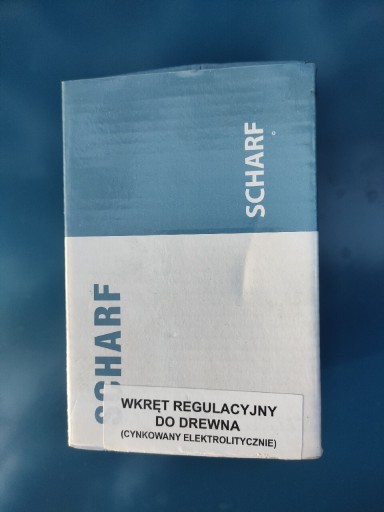 SCHARF
SCHARF
WKRĘT REGULACYJNY
DO DREWNA
(CYNKOWANY ELEKTROLITYCZNIE)